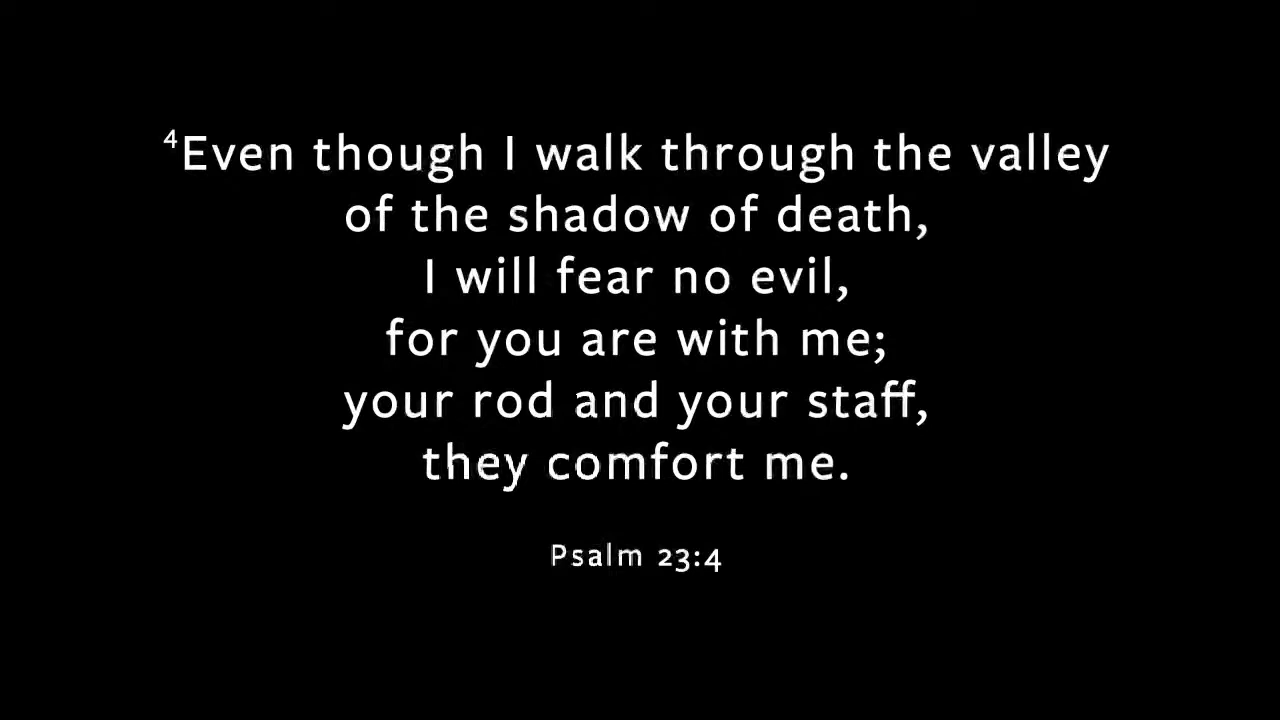 ⁴Even though I walk through the valley
of the shadow of death,
I will fear no evil,
for you are with me;
your rod and your staff,
they comfort me.
Psalm 23:4